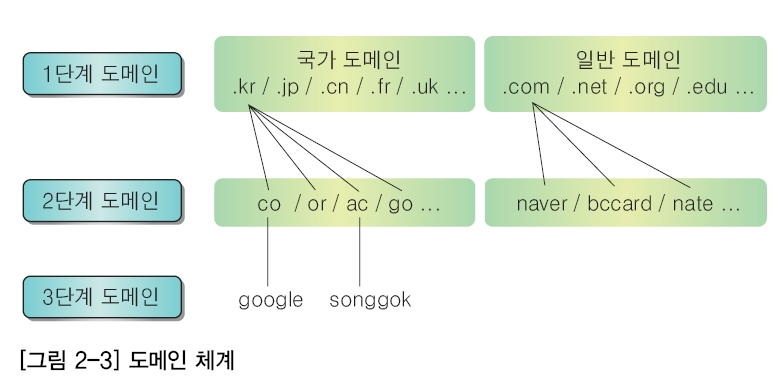 1단계 도메인
국가 도메인
.kr / .jp / .cn / .fr / .uk ...
일반 도메인
.com / .net / .org / .edu ...
2단계 도메인
co / or / ac / go ...
naver / bccard / nate ...
3단계 도메인
google
songgok
[그림 2-3] 도메인 체계